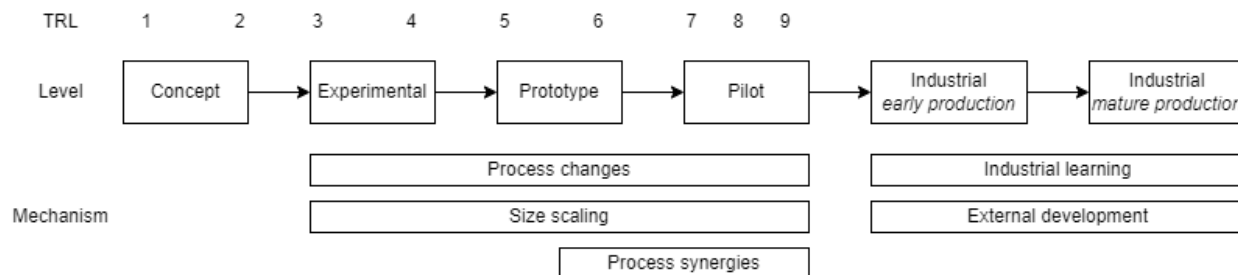 TRL 1 2 3 4 5 6 7 8 9
Level Concept Experimental Prototype Pilot Industrial Industrial
early production mature production
Process changes Industrial learning
Mechanism Size scaling External development
Process synergies